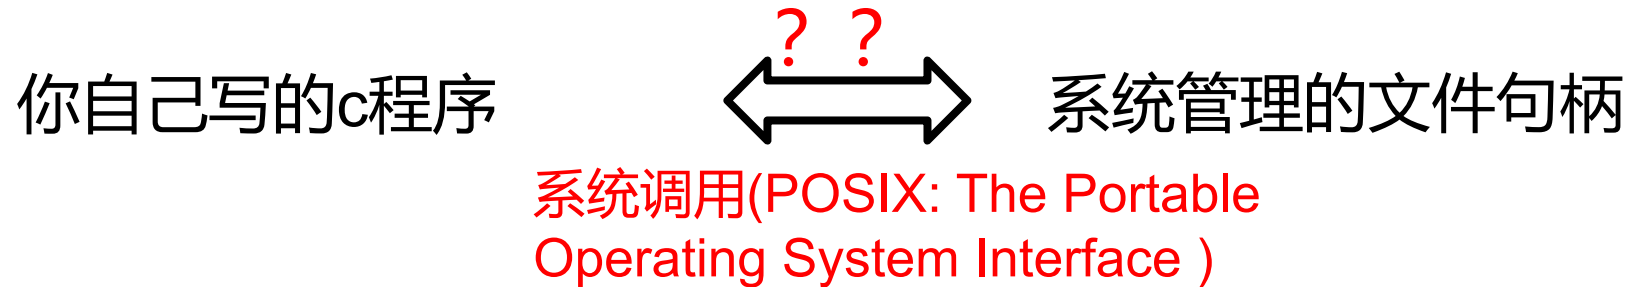 ？？
你自己写的c程序 系统管理的文件句柄
系统调用(POSIX: The Portable
Operating System Interface )